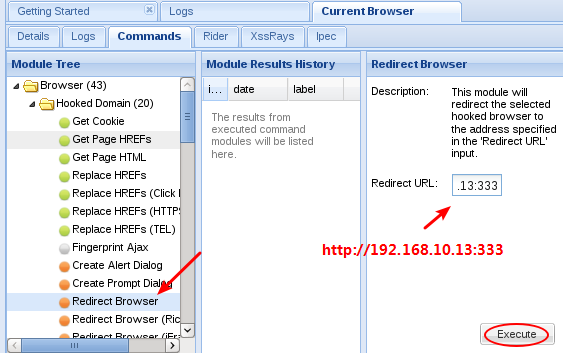 Getting Started
Logs
Current Browser
Details
Logs
Commands
Rider
XssRays
Ipec
Module Tree
Browser (43)
Hooked Domain (20)
Get Cookie
Get Page HREFs
Get Page HTML
Replace HREFs
Replace HREFs (Click
Replace HREFs (HTTPS
Replace HREFs (TEL)
Fingerprint Ajax
Create Alert Dialog
Create Prompt Dialog
Redirect Browser
Redirect Browser (Ric
Redirect Browser (iFra
Module Results History
i... date label
The results from
executed command
modules will be listed
here.
Redirect Browser
Description: This module will
redirect the selected
hooked browser to
the address specified
in the 'Redirect URL'
input.
Redirect URL: .13:333
http://192.168.10.13:333
Execute